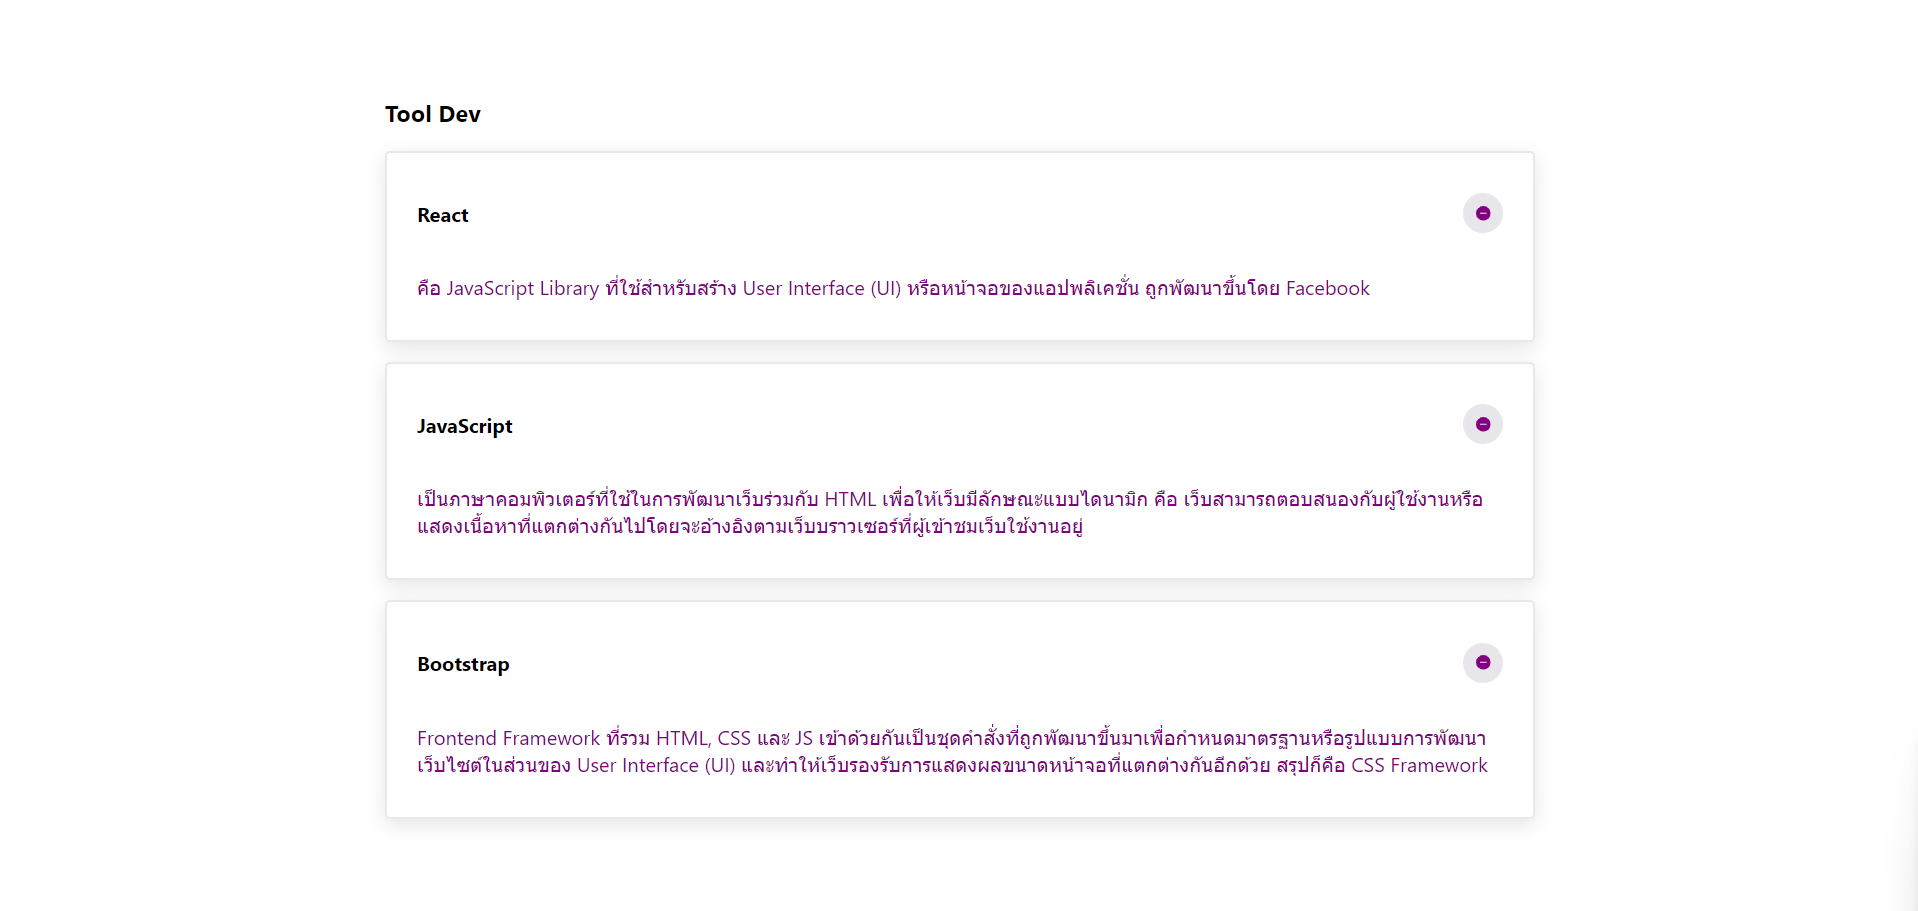 Tool Dev
React
คือ JavaScript Library ที่ใช้สำหรับสร้าง User Interface (UI) หรือหน้าจอของแอปพลิเคชั่น ถูกพัฒนาขึ้นโดย Facebook
JavaScript
เป็นภาษาคอมพิวเตอร์ที่ใช้ในการพัฒนาเว็บร่วมกับ HTML เพื่อให้เว็บมีลักษณะแบบไดนามิก คือ เว็บสามารถตอบสนองกับผู้ใช้งานหรือ
แสดงเนื้อหาที่แตกต่างกันไปโดยจะอ้างอิงตามเว็บบราวเซอร์ที่ผู้เข้าชมเว็บใช้งานอยู่
Bootstrap
Frontend Framework ที่รวม HTML, CSS และ JS เข้าด้วยกันเป็นชุดคำสั่งที่ถูกพัฒนาขึ้นมาเพื่อกำหนดมาตรฐานหรือรูปแบบการพัฒนา
เว็บไซต์ในส่วนของ User Interface (UI) และทำให้เว็บรองรับการแสดงผลขนาดหน้าจอที่แตกต่างกันอีกด้วย สรุปก็คือ CSS Framework